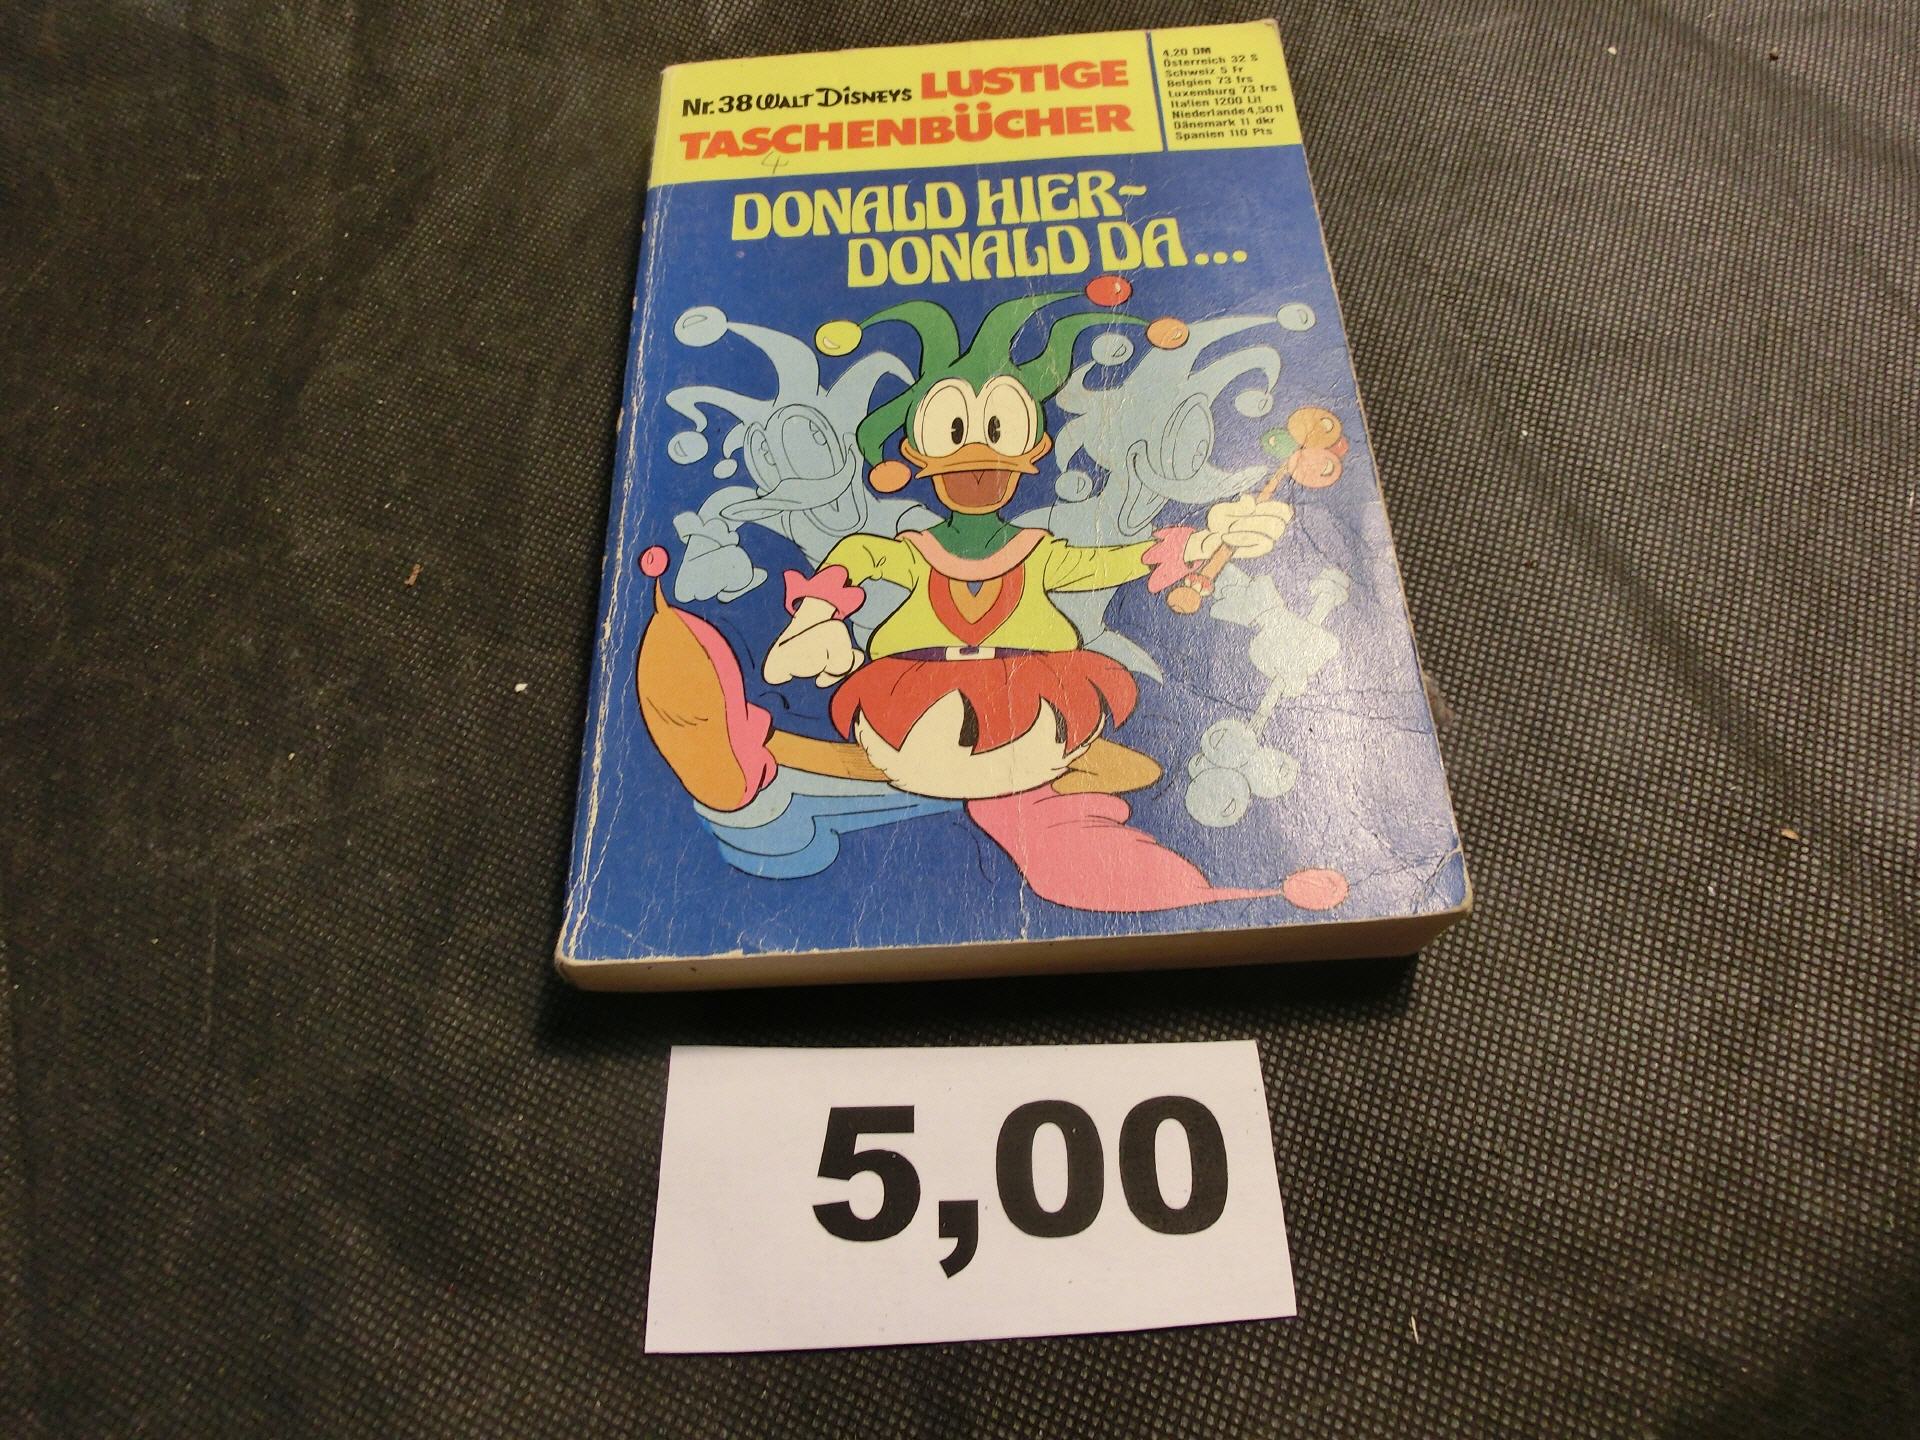 Nr.38 WALT DISNEYS LUSTIGE
TASCHENBÜCHER
4
4.20 DM
Österreich 32 S
Schweiz 5 Fr
Belgien 73 frs
Luxemburg 73 frs
Italien 1200 Lit
Niederlande 4,50 fl
Dänemark 11 dkr
Spanien 110 Pts
DONALD HIER-
DONALD DA...
5,00